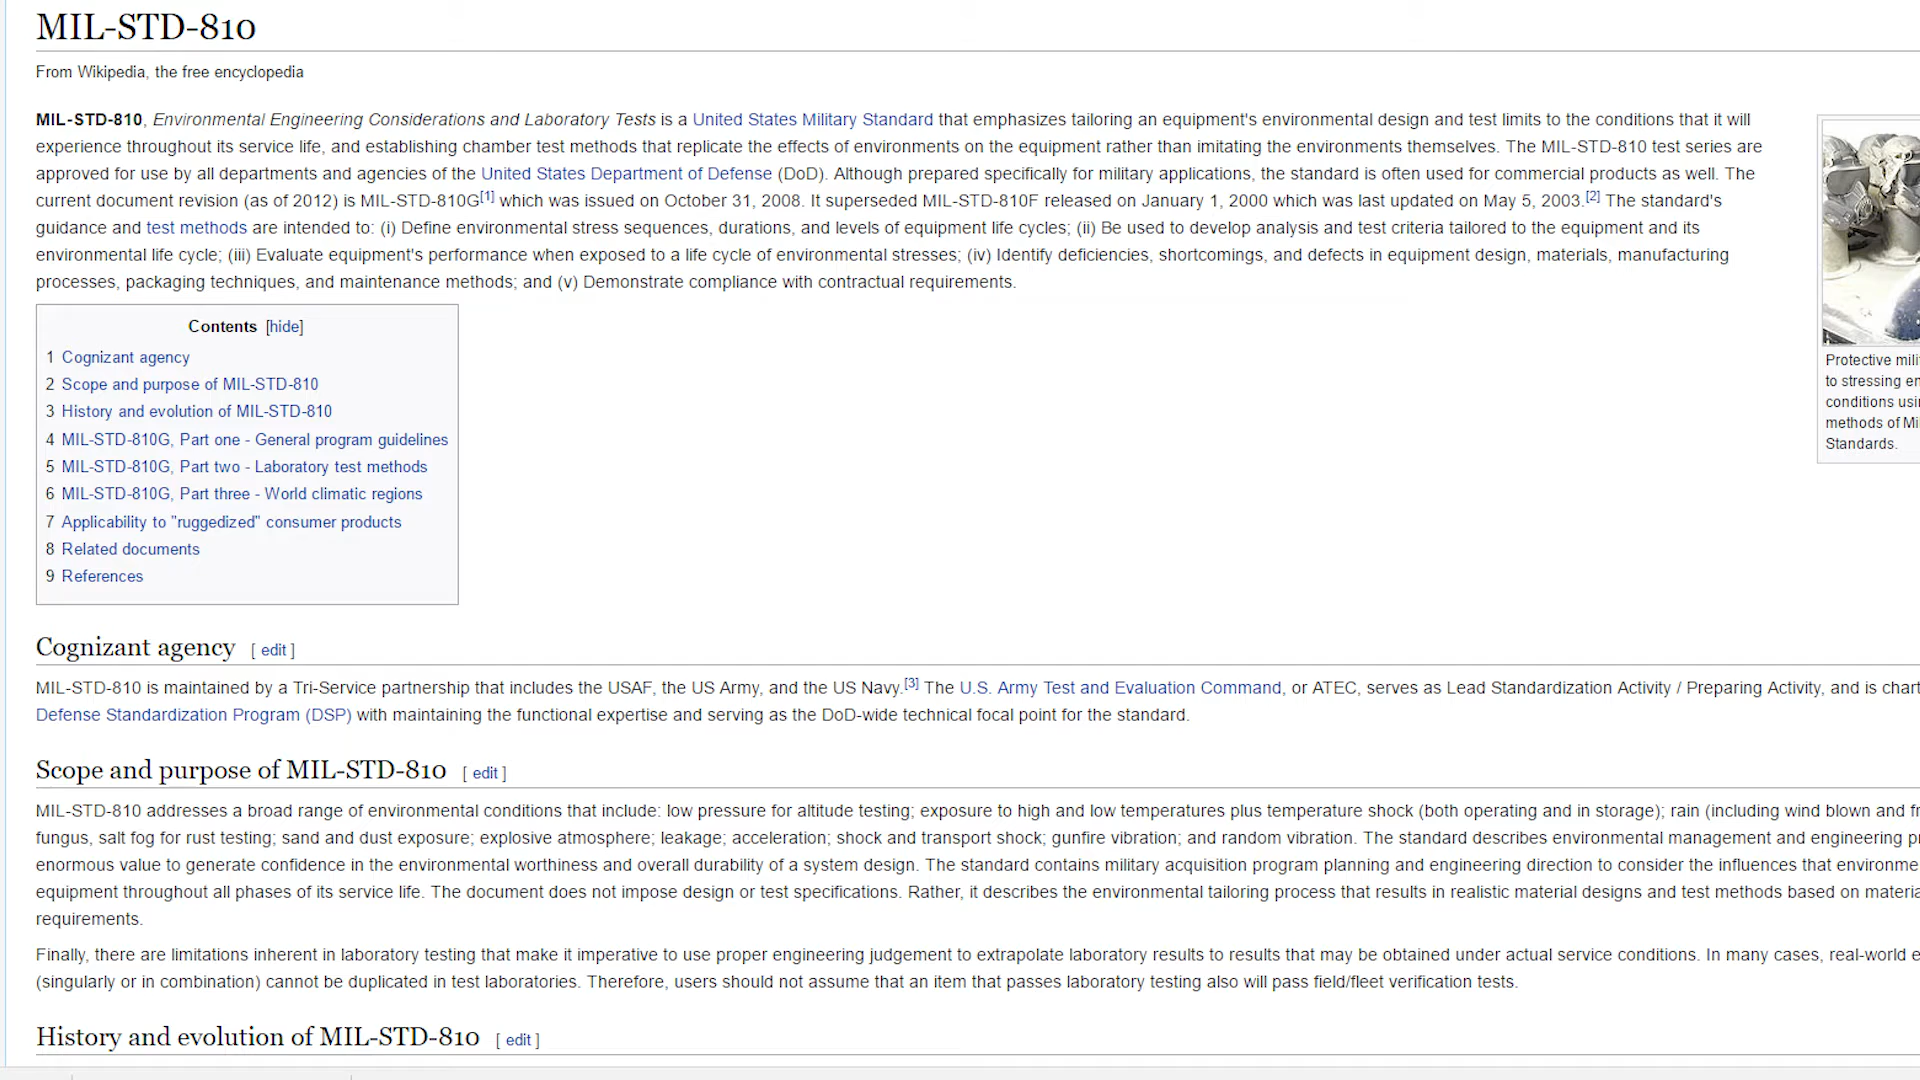 MIL-STD-810
From Wikipedia, the free encyclopedia
MIL-STD-810, Environmental Engineering Considerations and Laboratory Tests is a United States Military Standard that emphasizes tailoring an equipment's environmental design and test limits to the conditions that it will
experience throughout its service life, and establishing chamber test methods that replicate the effects of environments on the equipment rather than imitating the environments themselves. The MIL-STD-810 test series are
approved for use by all departments and agencies of the United States Department of Defense (DoD). Although prepared specifically for military applications, the standard is often used for commercial products as well. The
current document revision (as of 2012) is MIL-STD-810G[1] which was issued on October 31, 2008. It superseded MIL-STD-810F released on January 1, 2000 which was last updated on May 5, 2003.[2] The standard's
guidance and test methods are intended to: (i) Define environmental stress sequences, durations, and levels of equipment life cycles; (ii) Be used to develop analysis and test criteria tailored to the equipment and its
environmental life cycle; (iii) Evaluate equipment's performance when exposed to a life cycle of environmental stresses; (iv) Identify deficiencies, shortcomings, and defects in equipment design, materials, manufacturing
processes, packaging techniques, and maintenance methods; and (v) Demonstrate compliance with contractual requirements.
Protective mili
to stressing en
conditions usi
methods of Mi
Standards.
Contents [hide]
1 Cognizant agency
2 Scope and purpose of MIL-STD-810
3 History and evolution of MIL-STD-810
4 MIL-STD-810G, Part one - General program guidelines
5 MIL-STD-810G, Part two - Laboratory test methods
6 MIL-STD-810G, Part three - World climatic regions
7 Applicability to "ruggedized" consumer products
8 Related documents
9 References
Cognizant agency [ edit ]
MIL-STD-810 is maintained by a Tri-Service partnership that includes the USAF, the US Army, and the US Navy.[3] The U.S. Army Test and Evaluation Command, or ATEC, serves as Lead Standardization Activity / Preparing Activity, and is chart
Defense Standardization Program (DSP) with maintaining the functional expertise and serving as the DoD-wide technical focal point for the standard.
Scope and purpose of MIL-STD-810 [ edit ]
MIL-STD-810 addresses a broad range of environmental conditions that include: low pressure for altitude testing; exposure to high and low temperatures plus temperature shock (both operating and in storage); rain (including wind blown and fr
fungus, salt fog for rust testing; sand and dust exposure; explosive atmosphere; leakage; acceleration; shock and transport shock; gunfire vibration; and random vibration. The standard describes environmental management and engineering p
enormous value to generate confidence in the environmental worthiness and overall durability of a system design. The standard contains military acquisition program planning and engineering direction to consider the influences that environme
equipment throughout all phases of its service life. The document does not impose design or test specifications. Rather, it describes the environmental tailoring process that results in realistic material designs and test methods based on materia
requirements.
Finally, there are limitations inherent in laboratory testing that make it imperative to use proper engineering judgement to extrapolate laboratory results to results that may be obtained under actual service conditions. In many cases, real-world e
(singularly or in combination) cannot be duplicated in test laboratories. Therefore, users should not assume that an item that passes laboratory testing also will pass field/fleet verification tests.
History and evolution of MIL-STD-810 [ edit ]